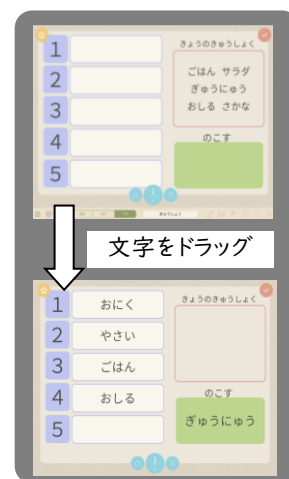 1
2
3
4
5
きょうのきゅうしょく
ごはん サラダ
ぎゅうにゅう
おしる さかな
のこす
文字をドラッグ
1 おにく
2 やさい
3 ごはん
4 おしる
5
きょうのきゅうしょく
のこす
ぎゅうにゅう